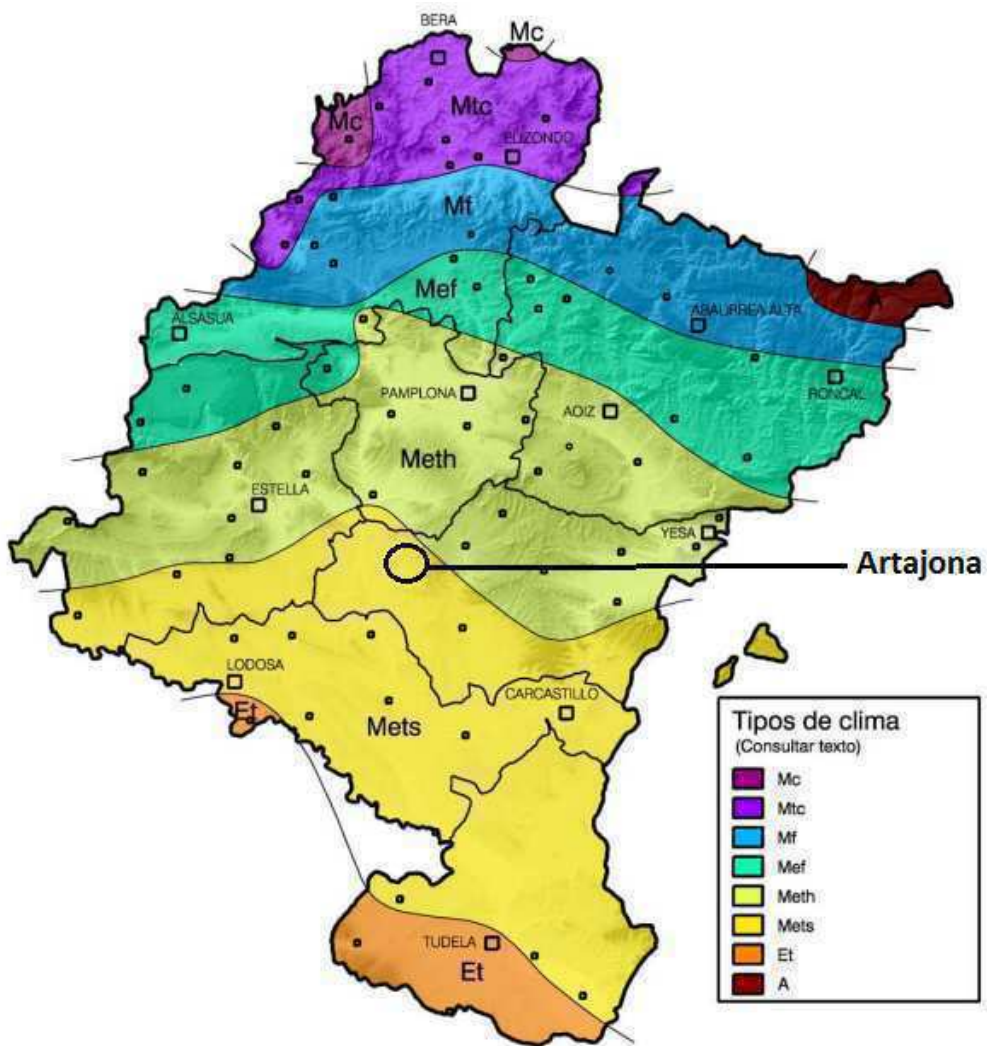 BERA
Mc
Mtc
Mc
ELIZONDO
Mf
Mef
A
ALSASUA
ABAURREA ALTA
RONCAL
PAMPLONA
AOIZ
Meth
ESTELLA
YESA
Artajona
LODOSA
CARCASTILLO
Et
Mets
TUDELA
Et
Tipos de clima
(Consultar texto)
Mc
Mtc
Mf
Mef
Meth
Mets
Et
A